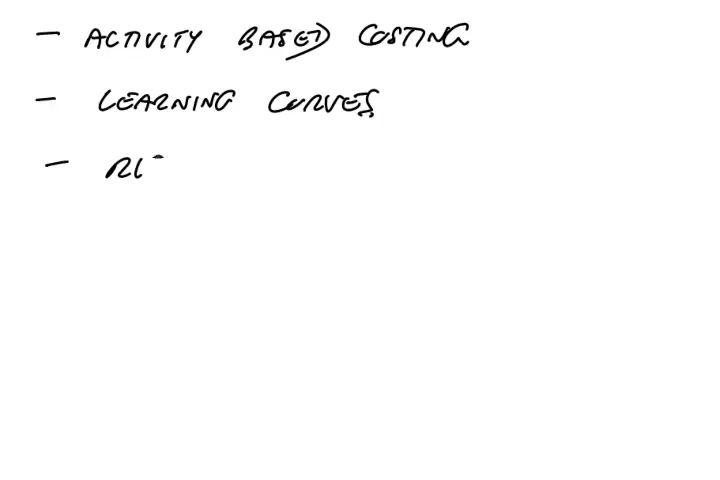 - ACTIVITY BASED COSTING
- LEARNING CURVES
-